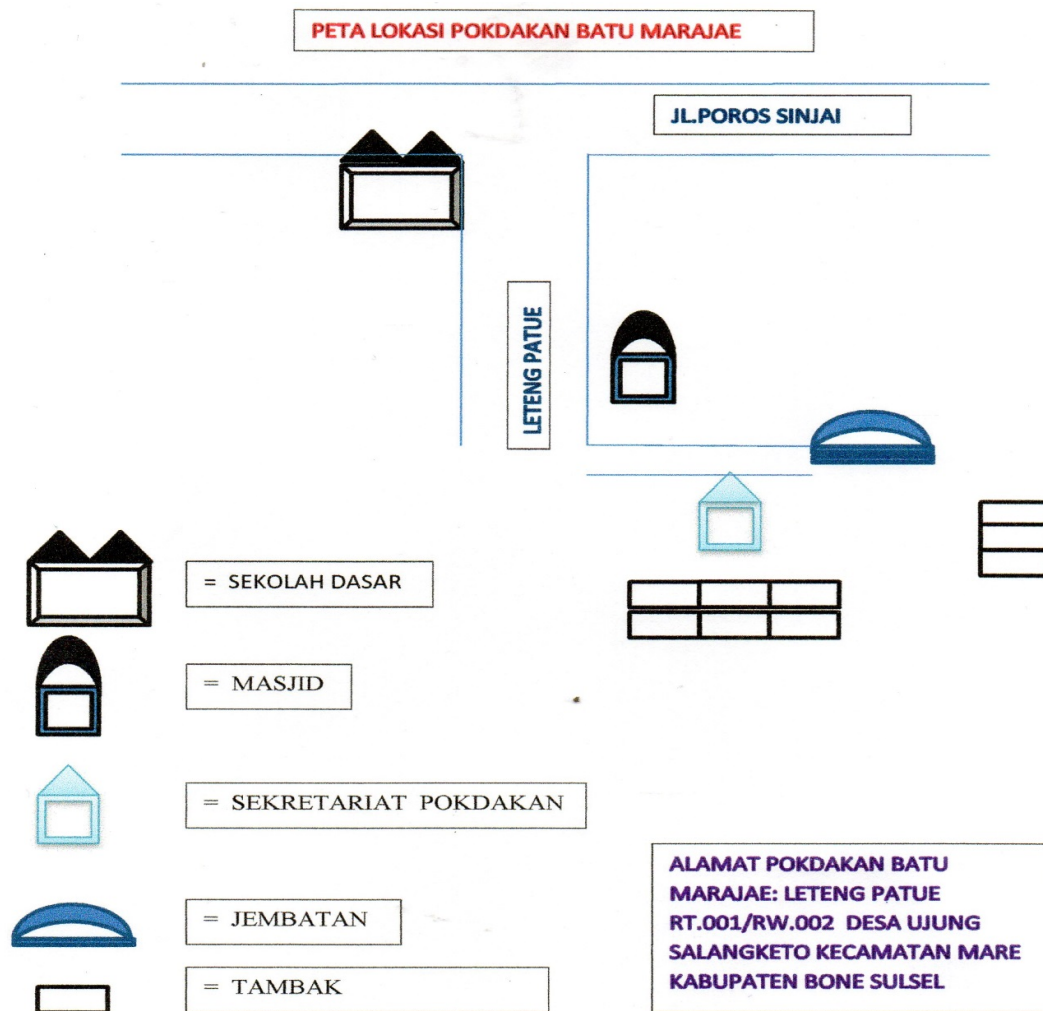 PETA LOKASI POKDAKAN BATU MARAJAE
JL.POROS SINJAI
LETENG PATUE
= SEKOLAH DASAR
= MASJID
= SEKRETARIAT POKDAKAN
= JEMBATAN
= TAMBAK
ALAMAT POKDAKAN BATU
MARAJAE: LETENG PATUE
RT.001/RW.002 DESA UJUNG
SALANGKETO KECAMATAN MARE
KABUPATEN BONE SULSEL